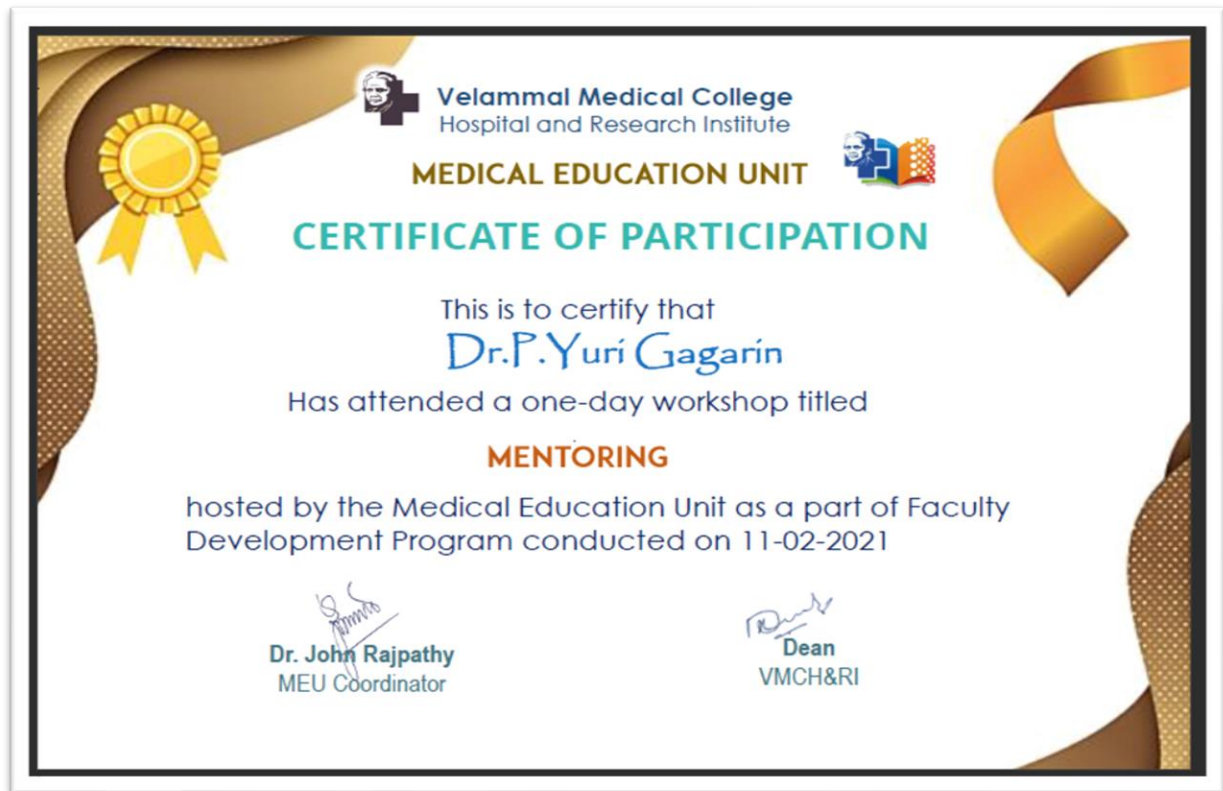 Velammal Medical College
Hospital and Research Institute
MEDICAL EDUCATION UNIT
CERTIFICATE OF PARTICIPATION
This is to certify that
Dr.P.Yuri Gagarin
Has attended a one-day workshop titled
MENTORING
hosted by the Medical Education Unit as a part of Faculty
Development Program conducted on 11-02-2021
Dr. John Rajpathy
MEU Coordinator
Dean
VMCH&RI